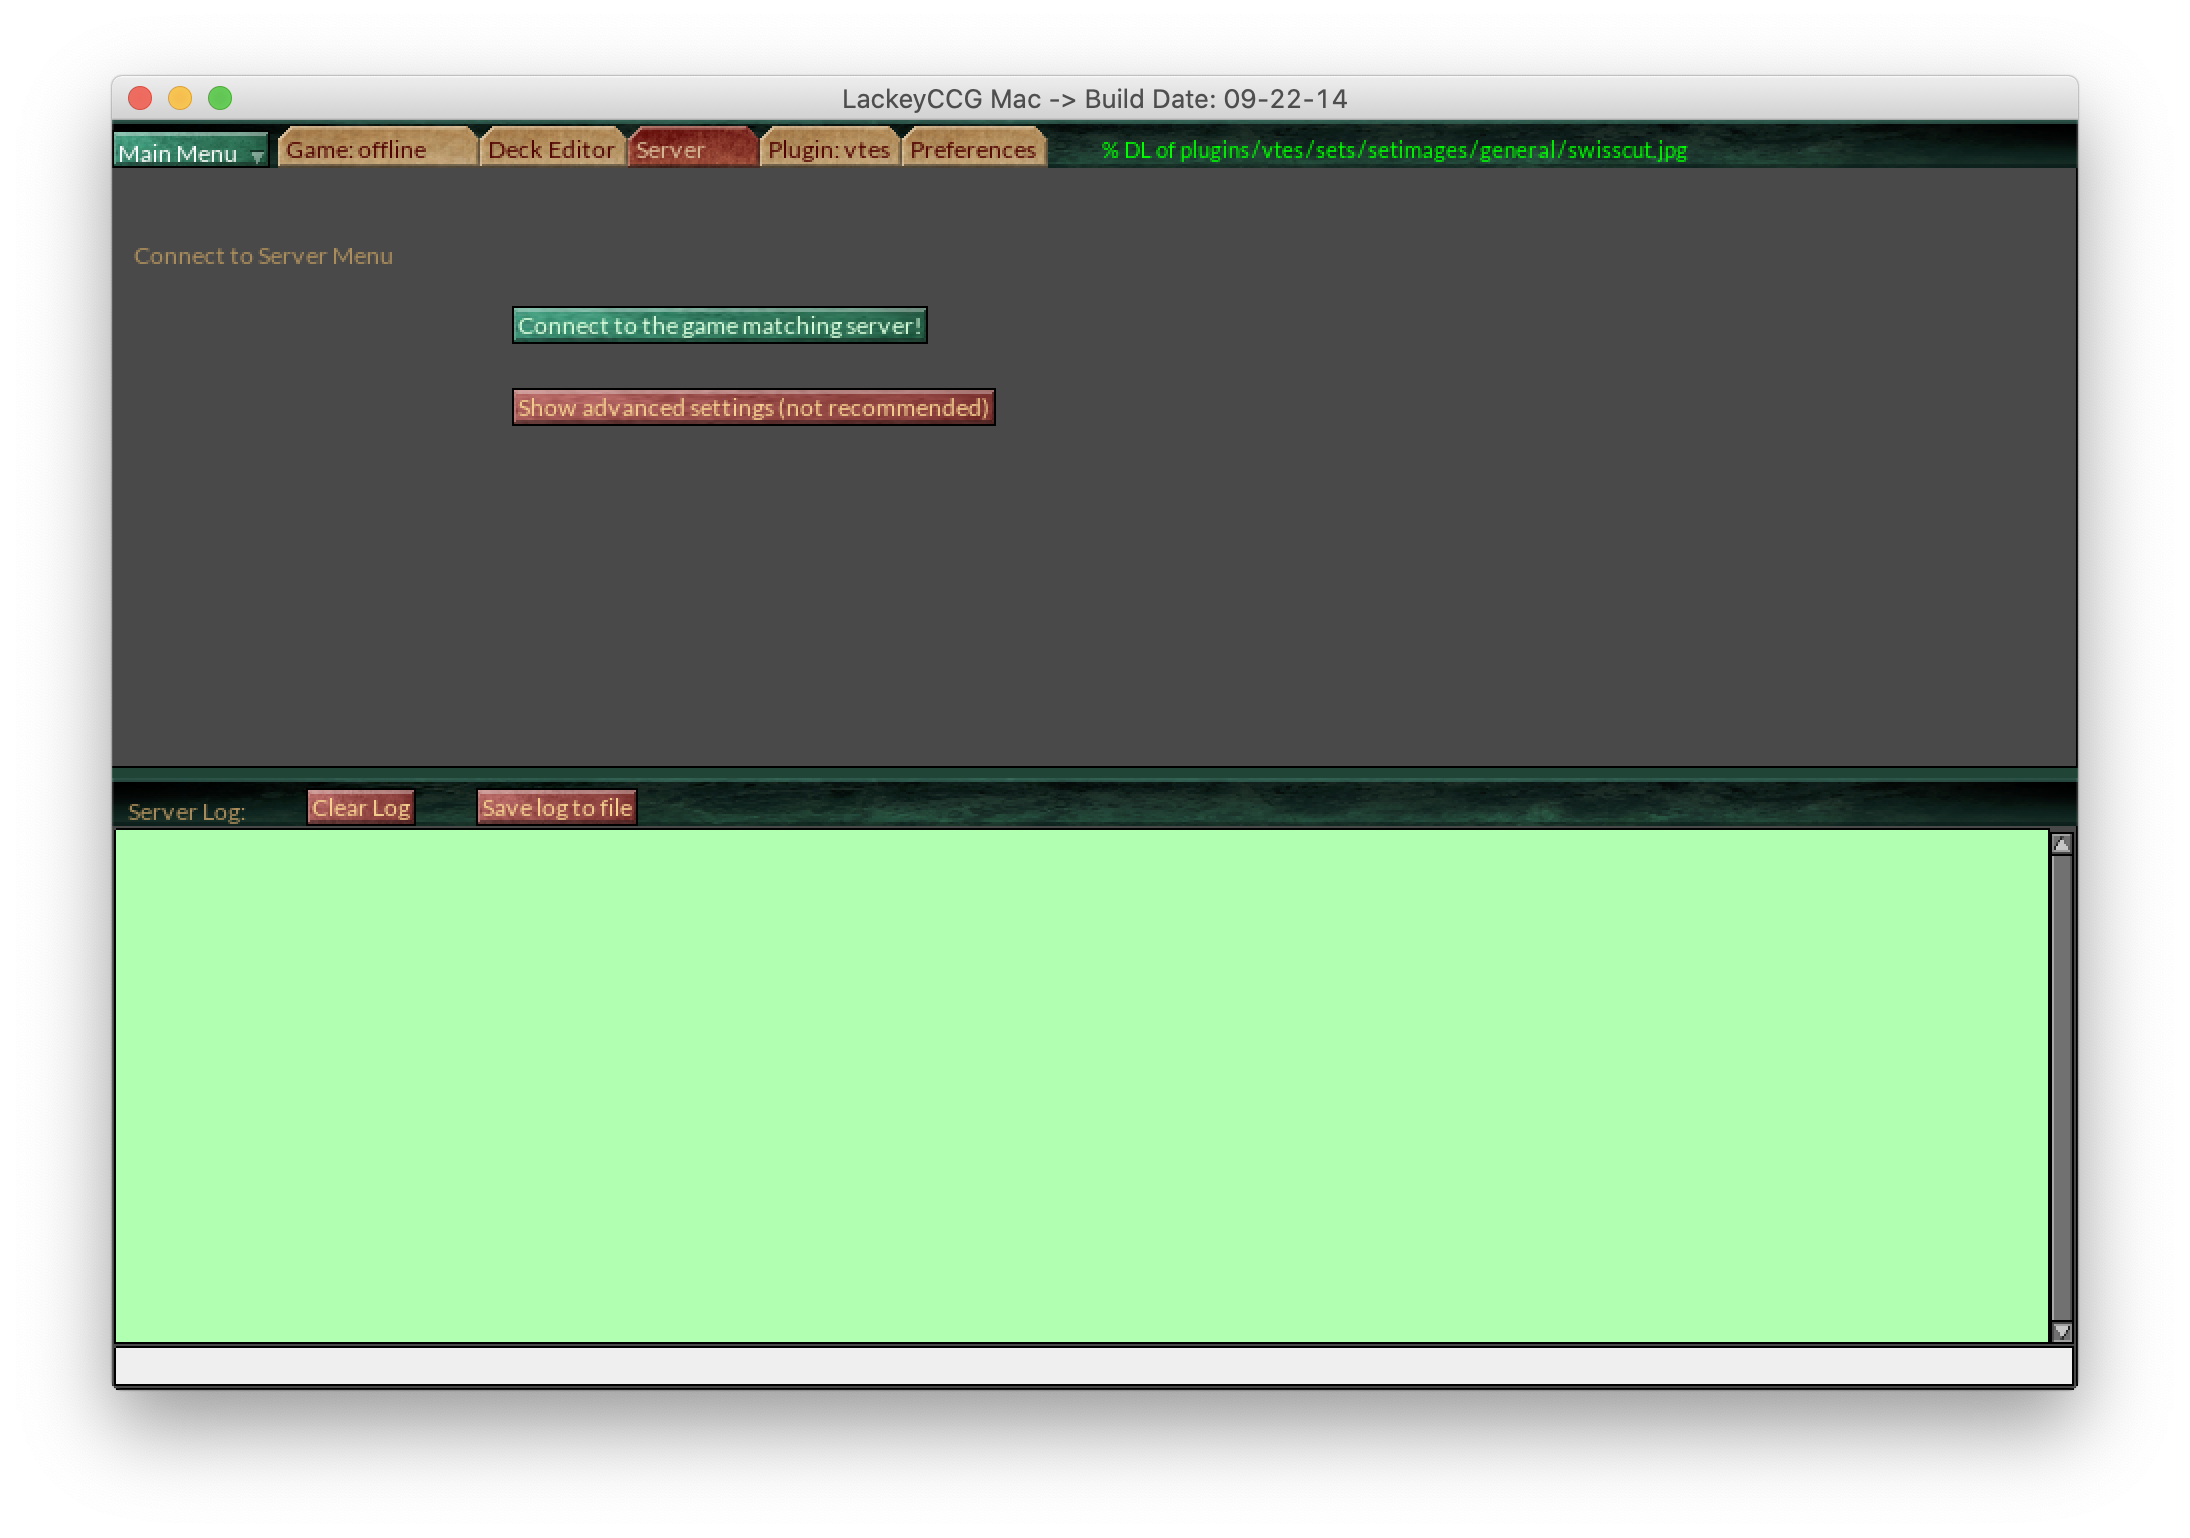 LackeyCCG Mac -> Build Date: 09-22-14
Main Menu Game: offline Deck Editor Server Plugin: vtes Preferences % DL of plugins/vtes/sets/setimages/general/swisscut.jpg
Connect to Server Menu
Connect to the game matching server!
Show advanced settings (not recommended)
Server Log: Clear Log Save log to file